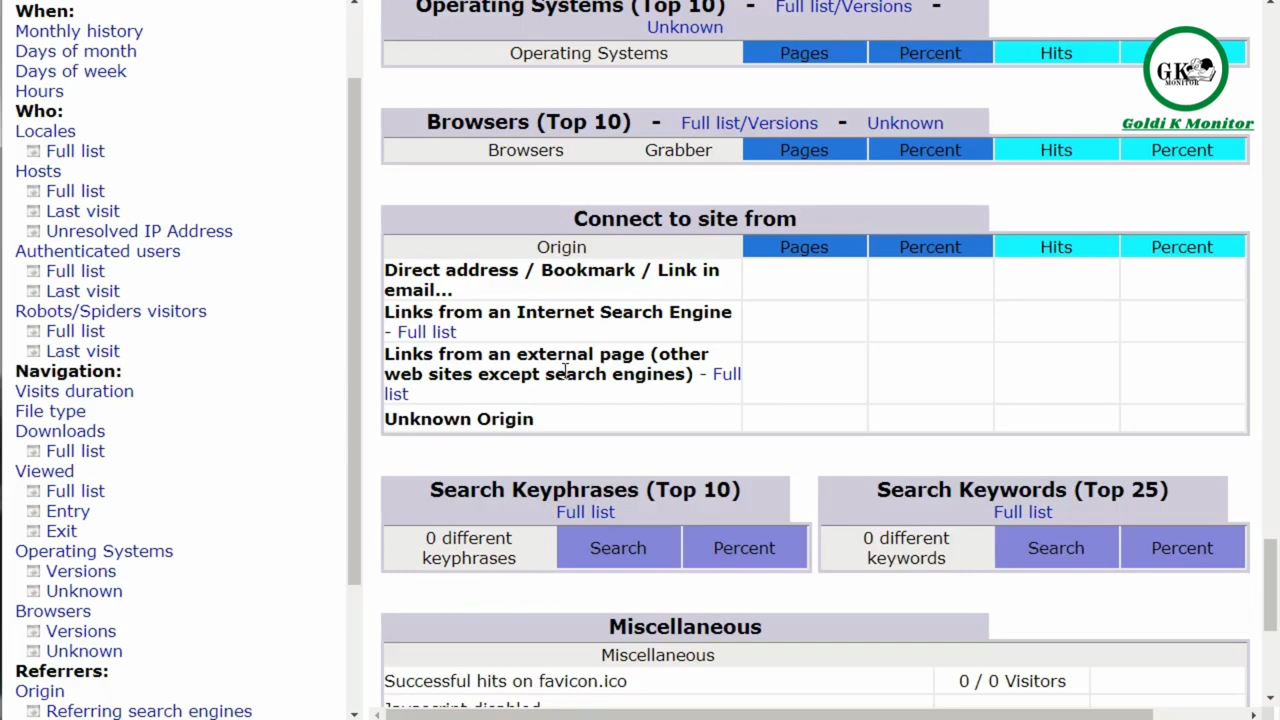 When:
Monthly history
Days of month
Days of week
Hours
Who:
Locales
Full list
Hosts
Full list
Last visit
Unresolved IP Address
Authenticated users
Full list
Last visit
Robots/Spiders visitors
Full list
Last visit
Navigation:
Visits duration
File type
Downloads
Full list
Viewed
Full list
Entry
Exit
Operating Systems
Versions
Unknown
Browsers
Versions
Unknown
Referrers:
Origin
Referring search engines
Operating Systems (Top 10) - Full list/Versions -
Unknown
Operating Systems Pages Percent Hits
GK
MONITOR
Goldi K Monitor
Browsers (Top 10) - Full list/Versions - Unknown
Browsers Grabber Pages Percent Hits Percent
Connect to site from
Origin Pages Percent Hits Percent
Direct address / Bookmark / Link in
email...
Links from an Internet Search Engine
- Full list
Links from an external page (other
web sites except search engines) - Full
list
Unknown Origin
Search Keyphrases (Top 10)
Full list
0 different
keyphrases Search Percent
Search Keywords (Top 25)
Full list
0 different
keywords Search Percent
Miscellaneous
Miscellaneous
Successful hits on favicon.ico 0 / 0 Visitors